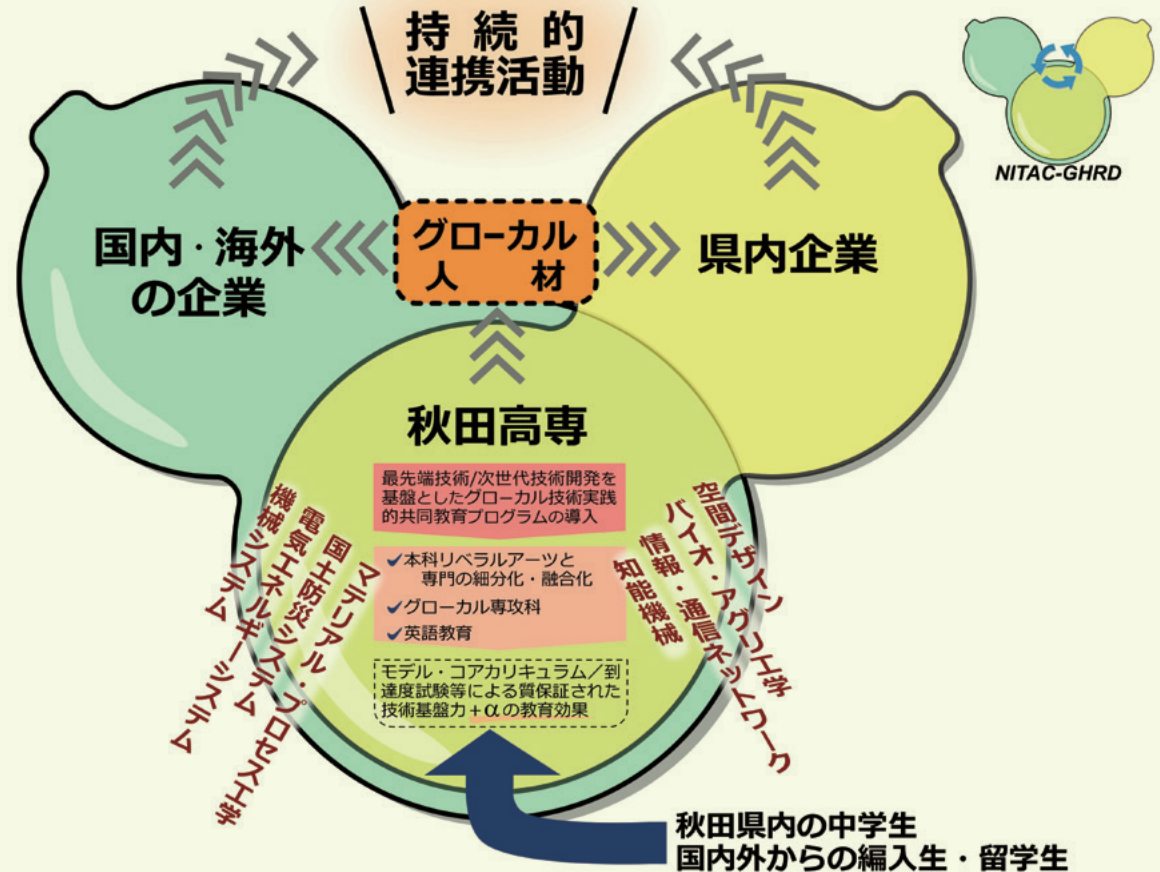 持続的
連携活動
NITAC-GHRD
国内・海外
の企業
グローカル
人材
県内企業
秋田高専
最先端技術/次世代技術開発を
基盤としたグローカル技術実践
的共同教育プログラムの導入
✓本科リベラルアーツと
専門の細分化・融合化
✓グローカル専攻科
✓英語教育
モデル・コアカリキュラム／到
達度試験等による質保証された
技術基盤力+αの教育効果
機械システム
電気エネルギーシステム
国土防災システム
マテリアル・プロセス工学
空間デザイン
バイオ・アグリ工学
情報・通信ネットワーク
知能機械
秋田県内の中学生
国内外からの編入生・留学生